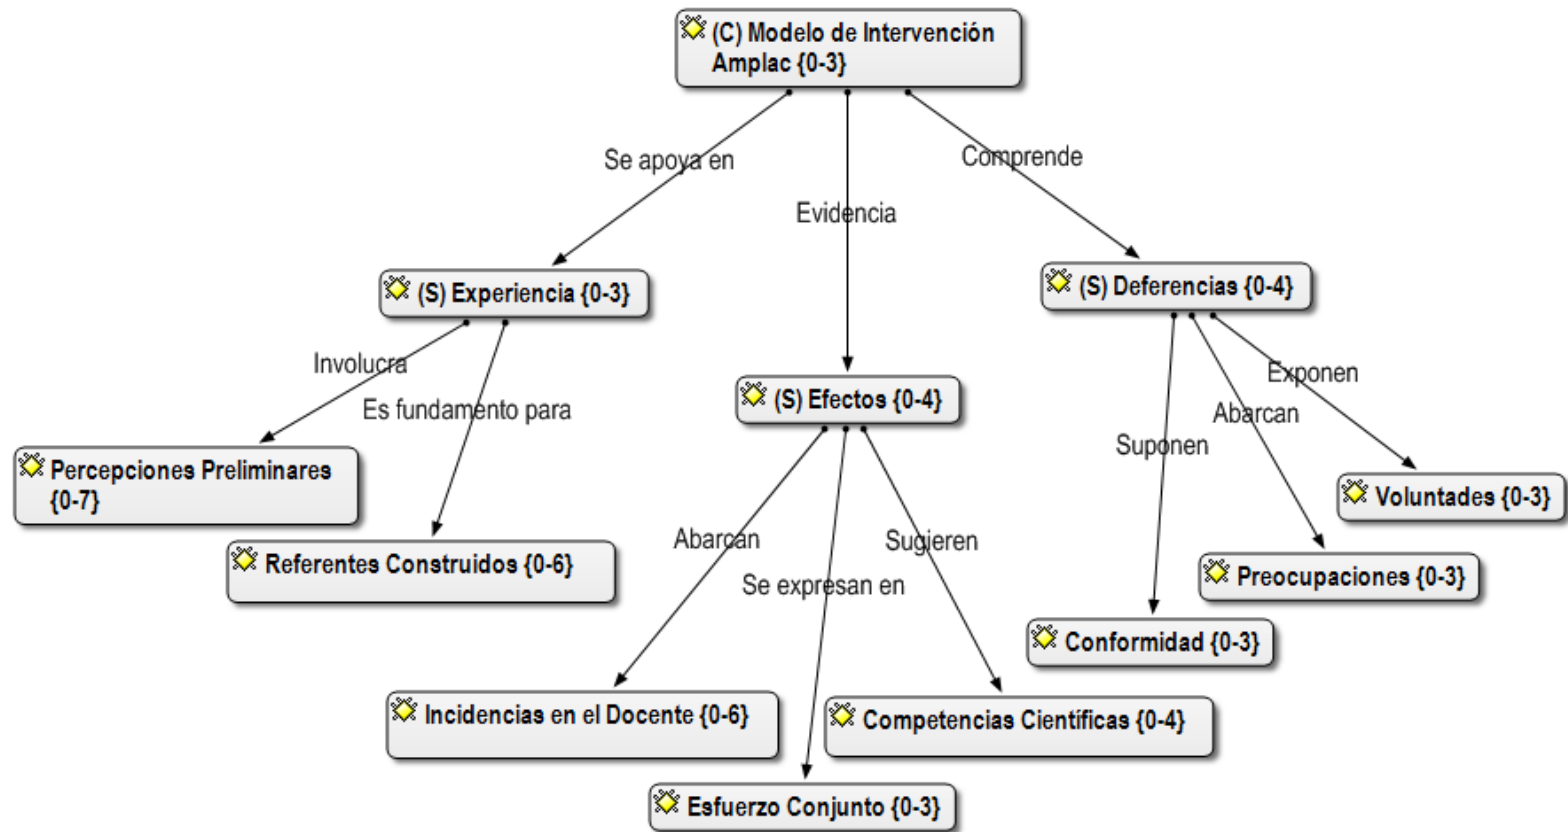 (C) Modelo de Intervención
Amplac {0-3}
Se apoya en
Comprende
Evidencia
(S) Experiencia {0-3}
(S) Deferencias {0-4}
Involucra
Es fundamento para
(S) Efectos {0-4}
Exponen
Abarcan
Suponen
Percepciones Preliminares
{0-7}
Voluntades {0-3}
Referentes Construidos {0-6}
Abarcan
Sugieren
Se expresan en
Preocupaciones {0-3}
Conformidad {0-3}
Incidencias en el Docente {0-6}
Competencias Científicas {0-4}
Esfuerzo Conjunto {0-3}